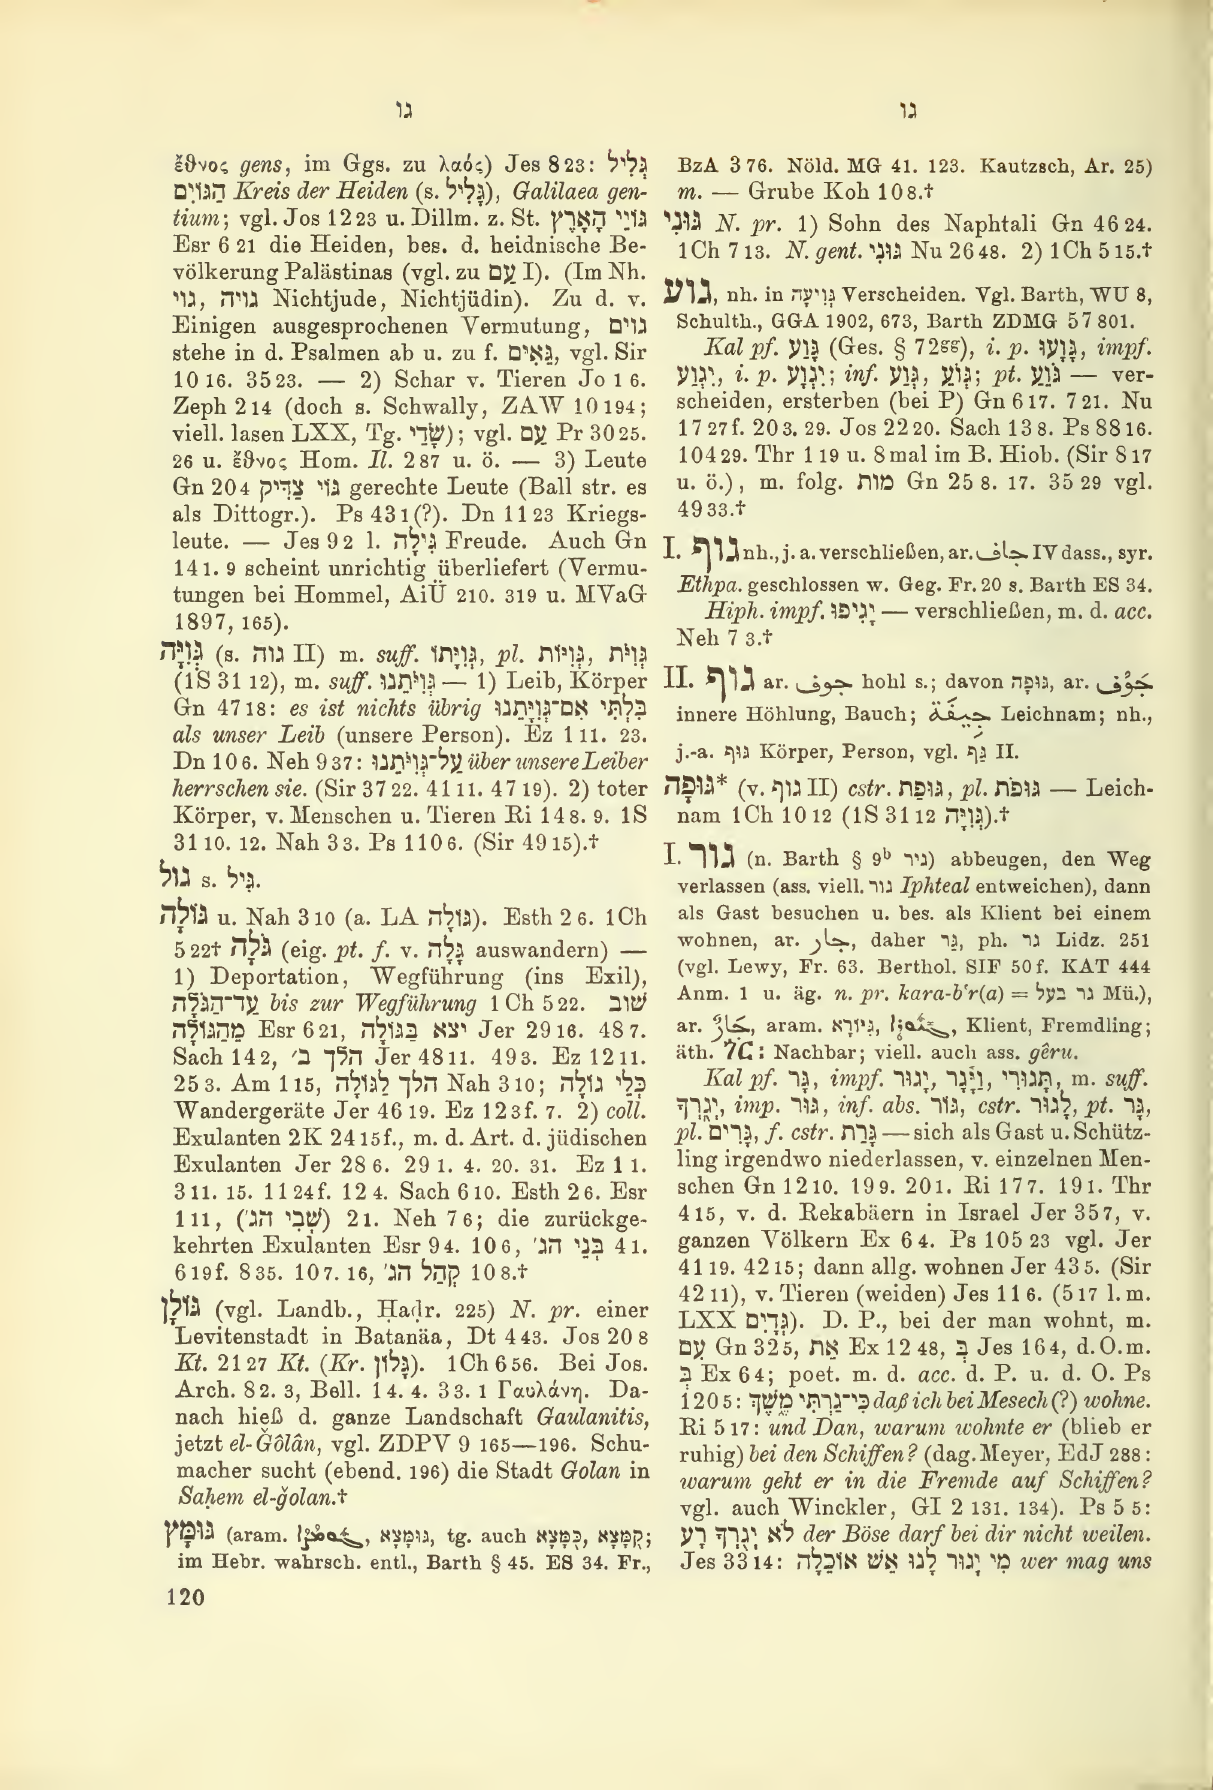 גו
גו
ἔθνος gens, im Ggs. zu λαός) Jes 8 23: גְּלִיל
הַגּוֹיִם Kreis der Heiden (s. גָּלִיל), Galilaea gen-
tium; vgl. Jos 12 23 u. Dillm. z. St. גּוֹיֵי הָאָרֶץ
Esr 6 21 die Heiden, bes. d. heidnische Be-
völkerung Palästinas (vgl. zu עַם I). (Im Nh.
גוי, גויה Nichtjude, Nichtjüdin). Zu d. v.
Einigen ausgesprochenen Vermutung, גוים
stehe in d. Psalmen ab u. zu f. גֵּאִים, vgl. Sir
10 16. 35 23. — 2) Schar v. Tieren Jo 1 6.
Zeph 2 14 (doch s. Schwally, ZAW 10 194;
viell. lasen LXX, Tg. שָׂדַי); vgl. עַם Pr 30 25.
26 u. ἔθνος Hom. Il. 2 87 u. ö. — 3) Leute
Gn 20 4 גּוֹי צַדִּיק gerechte Leute (Ball str. es
als Dittogr.). Ps 43 1(?). Dn 11 23 Kriegs-
leute. — Jes 9 2 l. גִּילָה Freude. Auch Gn
14 1. 9 scheint unrichtig überliefert (Vermu-
tungen bei Hommel, AiÜ 210. 319 u. MVaG
1897, 165).
גְּוִיָּה (s. גוה II) m. suff. גְּוִיָּתוֹ, pl. גְּוִיּוֹת, גְּוִיֹּת
(1S 31 12), m. suff. גְּוִיֹּתֵנוּ — 1) Leib, Körper
Gn 47 18: es ist nichts übrig בִּלְתִּי אִם־גְּוִיָּתֵנוּ
als unser Leib (unsere Person). Ez 1 11. 23.
Dn 10 6. Neh 9 37: עַל־גְּוִיֹּתֵנוּ über unsere Leiber
herrschen sie. (Sir 37 22. 41 11. 47 19). 2) toter
Körper, v. Menschen u. Tieren Ri 14 8. 9. 1S
31 10. 12. Nah 3 3. Ps 110 6. (Sir 49 15).†
גול s. גִּיל.
גּוֹלָה u. Nah 3 10 (a. LA גּוֹלָה). Esth 2 6. 1Ch
5 22† גֹּלָה (eig. pt. f. v. גָּלָה auswandern) —
1) Deportation, Wegführung (ins Exil),
עַד־הַגֹּלָה bis zur Wegführung 1 Ch 5 22. שׁוּב
מֵהַגּוֹלָה Esr 6 21, יצא בַּגּוֹלָה Jer 29 16. 48 7.
Sach 14 2, הלך ב׳ Jer 48 11. 49 3. Ez 12 11.
25 3. Am 1 15, הלך לַגּוֹלָה Nah 3 10; כְּלֵי גוֹלָה
Wandergeräte Jer 46 19. Ez 12 3f. 7. 2) coll.
Exulanten 2K 24 15f., m. d. Art. d. jüdischen
Exulanten Jer 28 6. 29 1. 4. 20. 31. Ez 1 1.
3 11. 15. 11 24f. 12 4. Sach 6 10. Esth 2 6. Esr
1 11, (שְׁבִי הג׳) 2 1. Neh 7 6; die zurückge-
kehrten Exulanten Esr 9 4. 10 6, בְּנֵי הג׳ 4 1.
6 19f. 8 35. 10 7. 16, קְהַל הג׳ 10 8.†
גּוֹלָן (vgl. Landb., Ḥaḍr. 225) N. pr. einer
Levitenstadt in Batanäa, Dt 4 43. Jos 20 8
Kt. 21 27 Kt. (Kr. גָּלוֹן). 1Ch 6 56. Bei Jos.
Arch. 8 2. 3, Bell. 1 4. 4. 3 3. 1 Γαυλάνη. Da-
nach hieß d. ganze Landschaft Gaulanitis,
jetzt el-Ǧôlân, vgl. ZDPV 9 165—196. Schu-
macher sucht (ebend. 196) die Stadt Golan in
Saḥem el-ǧolan.†
גּוּמָּץ (aram. גּוּמָּצָא, tg. auch כֻּמָּצָא, קֻמָּצָא;
im Hebr. wahrsch. entl., Barth § 45. ES 34. Fr.,
120
BzA 3 76. Nöld. MG 41. 123. Kautzsch, Ar. 25)
m. — Grube Koh 10 8.†
גּוּנִי N. pr. 1) Sohn des Naphtali Gn 46 24.
1Ch 7 13. N. gent. גּוּנִי Nu 26 48. 2) 1Ch 5 15.†
גוע, nh. in גְּוִיעָה Verscheiden. Vgl. Barth, WU 8,
Schulth., GGA 1902, 673, Barth ZDMG 57 801.
Kal pf. גָּוַע (Ges. § 72gg), i. p. גָּוָעוּ, impf.
יִגְוַע, i. p. יִגְוָע; inf. גְּוַע, גְּוֹעַ; pt. גֹּוֵעַ — ver-
scheiden, ersterben (bei P) Gn 6 17. 7 21. Nu
17 27f. 20 3. 29. Jos 22 20. Sach 13 8. Ps 88 16.
104 29. Thr 1 19 u. 8mal im B. Hiob. (Sir 8 17
u. ö.), m. folg. מות Gn 25 8. 17. 35 29 vgl.
49 33.†
I. גוף nh., j. a. verschließen, ar. جاف IV dass., syr.
Ethpa. geschlossen w. Geg. Fr. 20 s. Barth ES 34.
Hiph. impf. יָגִיפוּ — verschließen, m. d. acc.
Neh 7 3.†
II. גוף ar. جوف hohl s.; davon גּוּפָה, ar. جَوْف
innere Höhlung, Bauch; جِيفَة Leichnam; nh.,
j.-a. גּוּף Körper, Person, vgl. גַּף II.
גּוּפָה* (v. גוף II) cstr. גּוּפַת, pl. גּוּפֹת — Leich-
nam 1Ch 10 12 (1S 31 12 גְּוִיָּה).†
I. גור (n. Barth § 9b גיר) abbeugen, den Weg
verlassen (ass. viell. גור Iphteal entweichen), dann
als Gast besuchen u. bes. als Klient bei einem
wohnen, ar. جار, daher גֵּר, ph. גר Lidz. 251
(vgl. Lewy, Fr. 63. Berthol. SIF 50f. KAT 444
Anm. 1 u. äg. n. pr. kara-b'r(a) = גר בעל Mü.),
ar. جَارٌ, aram. גִּיּוֹרָא, Klient, Fremdling;
äth. ጎር፡ Nachbar; viell. auch ass. gêru.
Kal pf. גָּר, impf. יָגוּר, וַיָּגָר, תָּגוּרִי, m. suff.
יְגֻרְךָ, imp. גּוּר, inf. abs. גּוֹר, cstr. לָגוּר, pt. גָּר,
pl. גָּרִים, f. cstr. גָּרַת — sich als Gast u. Schütz-
ling irgendwo niederlassen, v. einzelnen Men-
schen Gn 12 10. 19 9. 20 1. Ri 17 7. 19 1. Thr
4 15, v. d. Rekabäern in Israel Jer 35 7, v.
ganzen Völkern Ex 6 4. Ps 105 23 vgl. Jer
41 19. 42 15; dann allg. wohnen Jer 43 5. (Sir
42 11), v. Tieren (weiden) Jes 11 6. (5 17 l. m.
LXX גְּדָיִם). D. P., bei der man wohnt, m.
עִם Gn 32 5, אֵת Ex 12 48, בְּ Jes 16 4, d. O. m.
בְּ Ex 6 4; poet. m. d. acc. d. P. u. d. O. Ps
120 5: כִּי־גַרְתִּי מֶשֶׁךְ daß ich bei Mesech (?) wohne.
Ri 5 17: und Dan, warum wohnte er (blieb er
ruhig) bei den Schiffen? (dag. Meyer, EdJ 288:
warum geht er in die Fremde auf Schiffen?
vgl. auch Winckler, GI 2 131. 134). Ps 5 5:
לֹא יְגֻרְךָ רָע der Böse darf bei dir nicht weilen.
Jes 33 14: מִי יָגוּר לָנוּ אֵשׁ אוֹכֵלָה wer mag uns